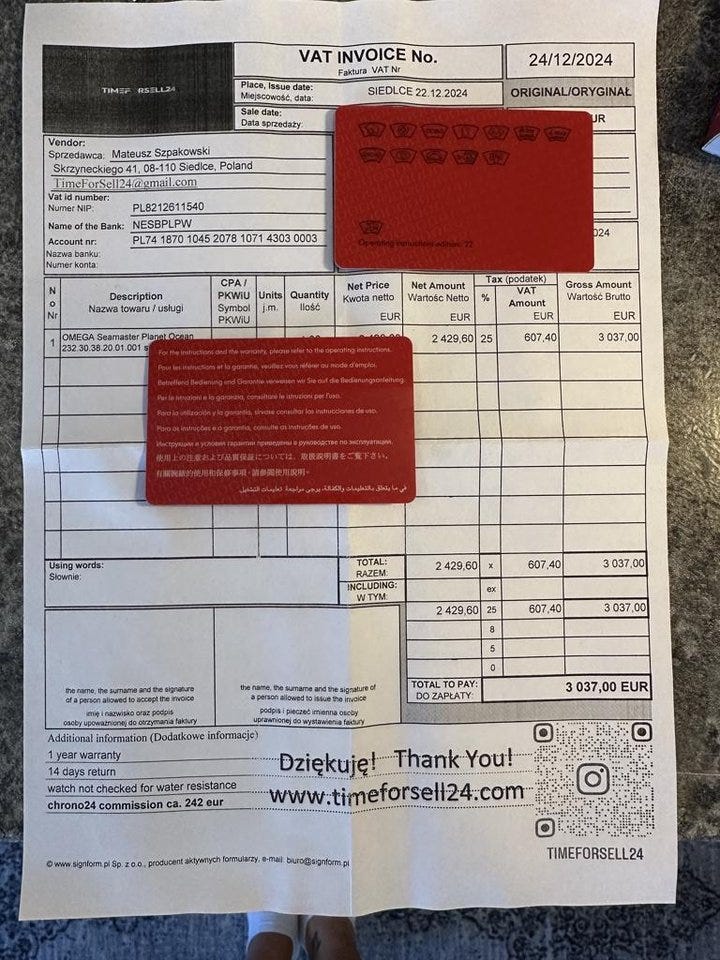 TIMEF RSELL24
VAT INVOICE No.
Faktura VAT Nr
24/12/2024
Place, Issue date:
Miejscowość, data:
SIEDLCE 22.12.2024
ORIGINAL/ORYGINAŁ
Sale date:
Data sprzedaży:
UR
Vendor:
Sprzedawca: Mateusz Szpakowski
Skrzyneckiego 41, 08-110 Siedlce, Poland
TimeForSell24@gmail.com
Vat id number:
Numer NIP: PL8212611540
Name of the Bank: NESBPLPW
Account nr: PL74 1870 1045 2078 1071 4303 0003
Nazwa banku:
Numer konta:
024
Operating instructions edition: 22
No Nr
Description
Nazwa towaru / usługi
CPA / PKWiU
Symbol PKWiU
Units
j.m.
Quantity
Ilość
Net Price
Kwota netto
EUR
Net Amount
Wartość Netto
EUR
Tax (podatek)
%
VAT Amount
EUR
Gross Amount
Wartość Brutto
EUR
1 OMEGA Seamaster Planet Ocean 2 429,60 25 607,40 3 037,00
232.30.38.20.01.001 s
For the instructions and the warranty, please refer to the operating instructions.
Pour les instructions et la garantie, veuillez vous référer au mode d'emploi.
Betreffend Bedienung und Garantie verweisen wir Sie auf die Bedienungsanleitung.
Per le istruzioni e la garanzia, consultare le istruzioni per l'uso.
Para la utilización y la garantía, sírvase consultar las instrucciones de uso.
Para as instruções e a garantia, consulte as instruções de uso.
Инструкции и условия гарантии приведены в руководстве по эксплуатации.
使用上の注意および品質保証については、取扱説明書をご覧下さい。
有關腕錶的使用和保修事項，請參閱使用說明。
في ما يتعلق بالتعليمات والكفالة، يرجى مراجعة تعليمات التشغيل.
Using words:
Słownie:
TOTAL:
RAZEM:
2 429,60 x 607,40 3 037,00
INCLUDING:
W TYM:
ex
2 429,60 25 607,40 3 037,00
8
5
0
TOTAL TO PAY:
DO ZAPŁATY:
3 037,00 EUR
the name, the surname and the signature
of a person allowed to accept the invoice
imię i nazwisko oraz podpis
osoby upoważnionej do otrzymania faktury
the name, the surname and the signature of
a person allowed to issue the invoice
podpis i pieczęć imienna osoby
uprawnionej do wystawienia faktury
Additional information (Dodatkowe informacje)
1 year warranty
14 days return
watch not checked for water resistance
chrono24 commission ca. 242 eur
Dziękuję! Thank You!
www.timeforsell24.com
TIMEFORSELL24
© www.signform.pl Sp. z o.o., producent aktywnych formularzy, e-mail: biuro@signform.pl